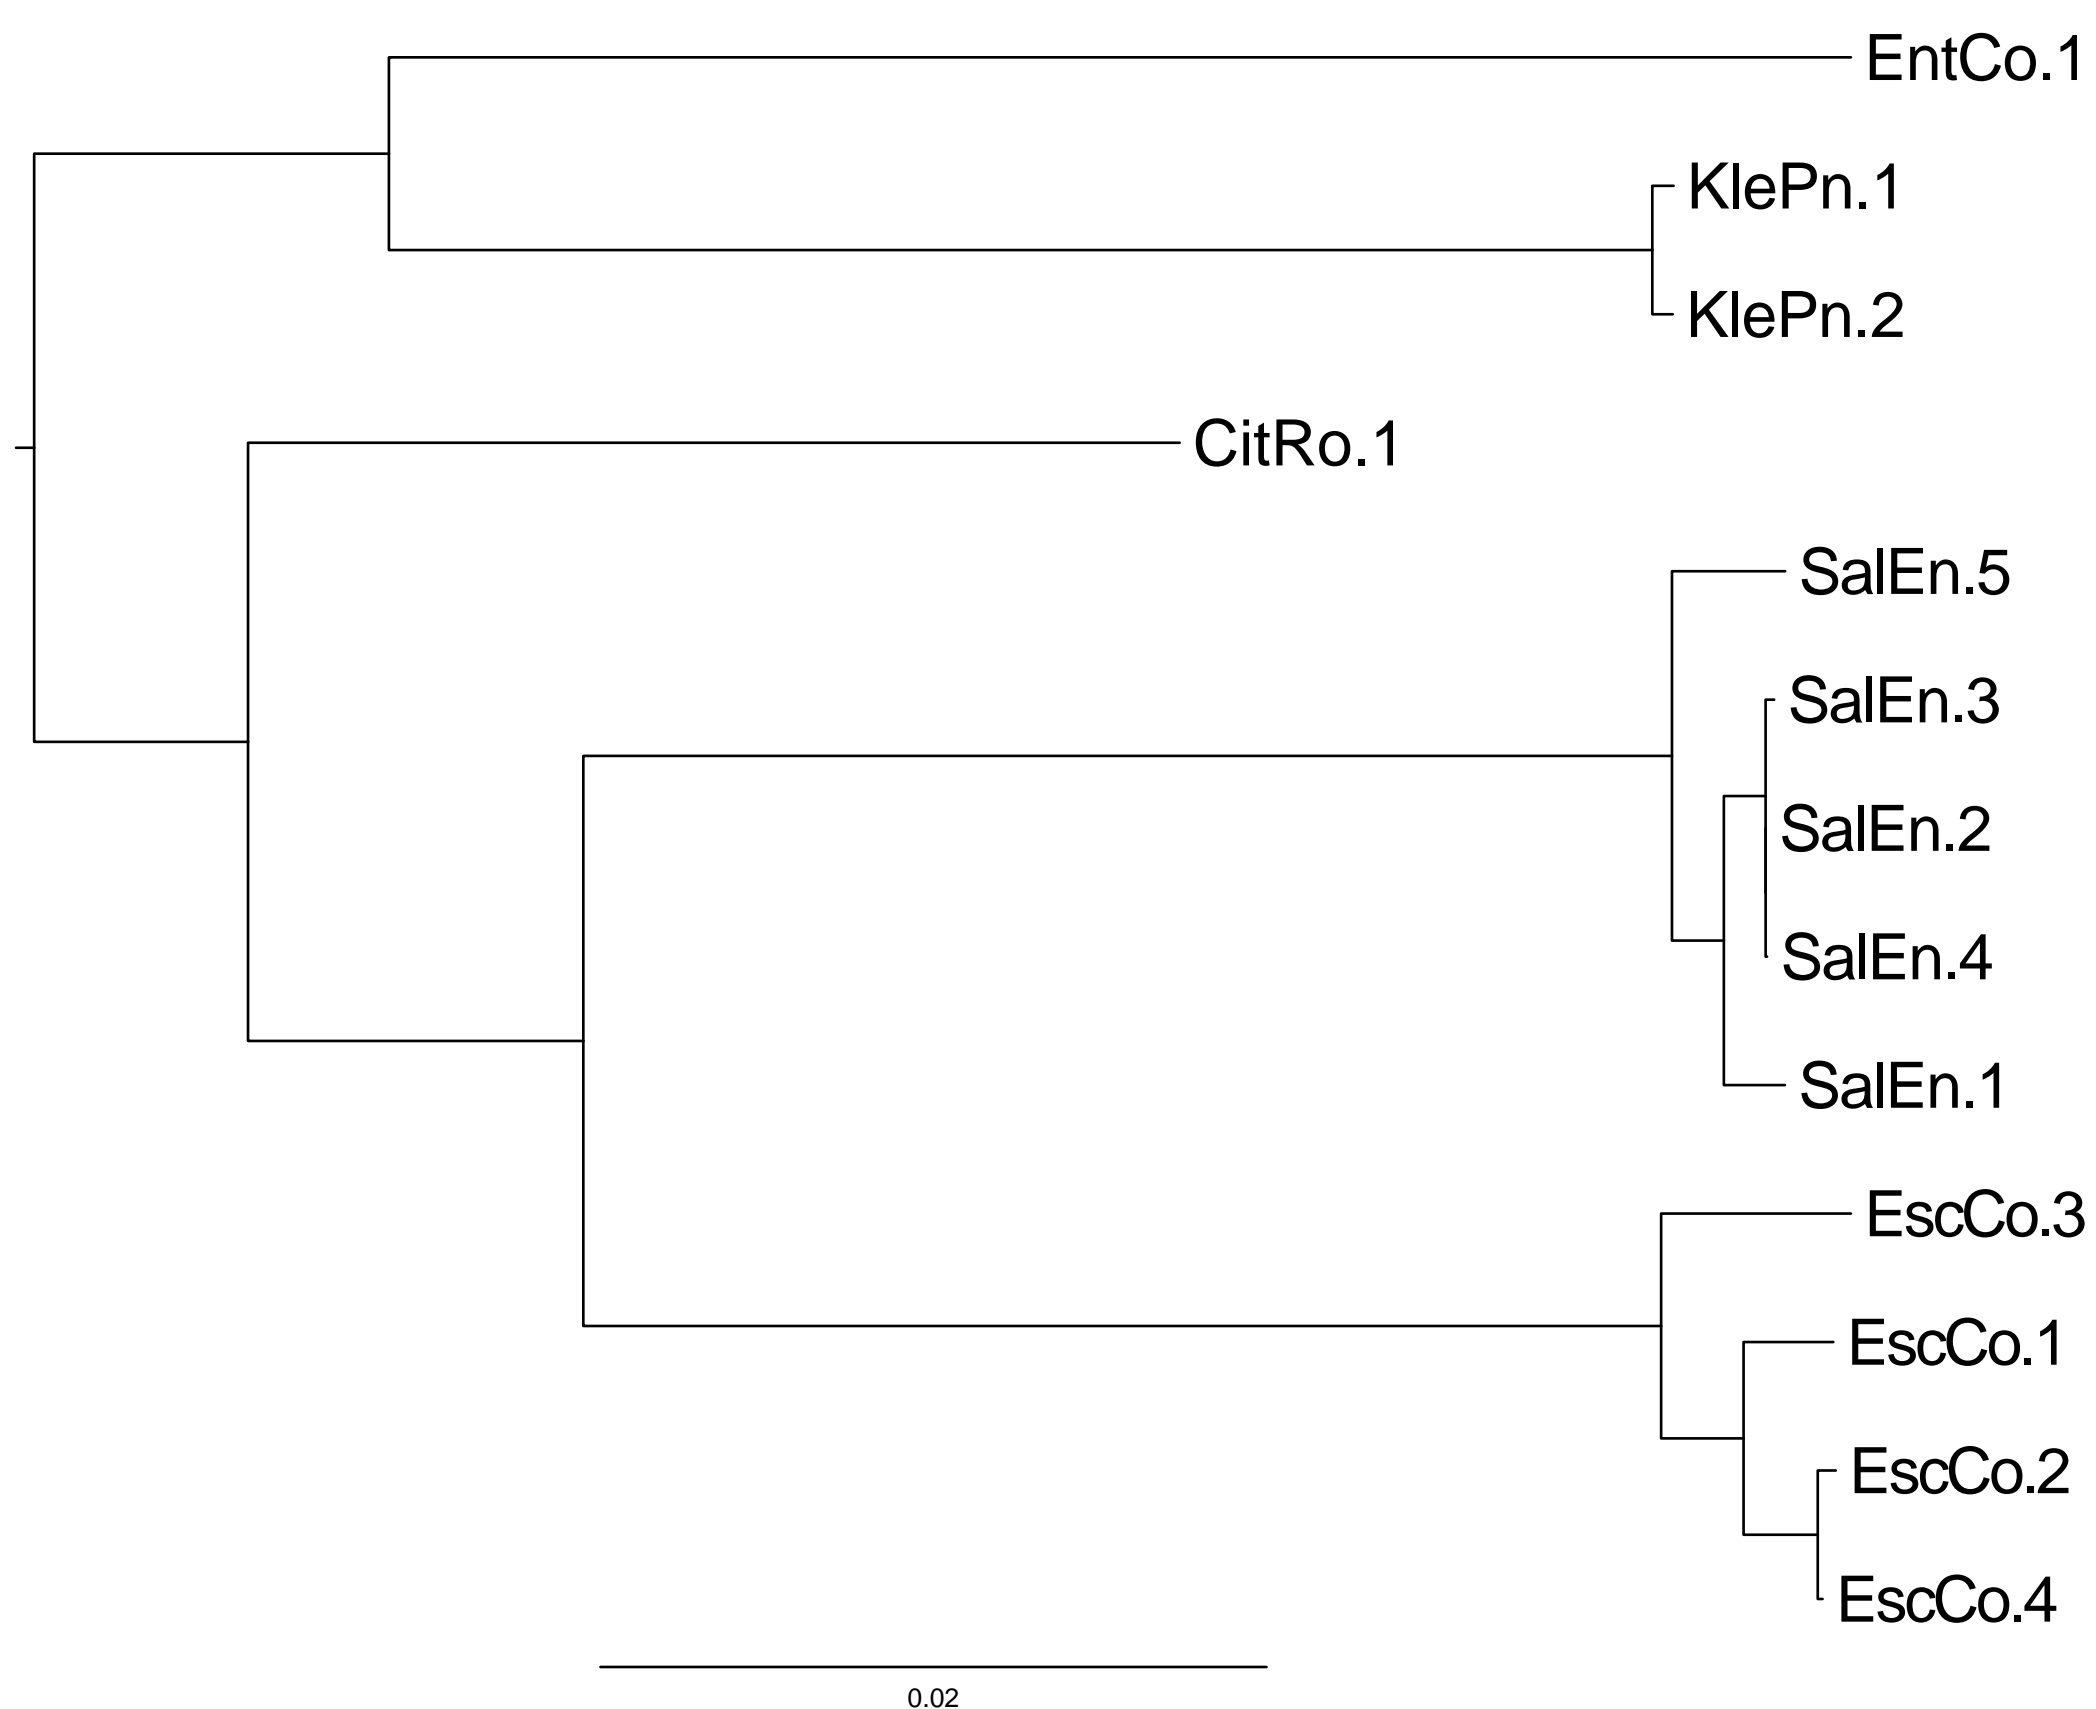 EntCo.1
KlePn.1
KlePn.2
CitRo.1
SalEn.5
SalEn.3
SalEn.2
SalEn.4
SalEn.1
EscCo.3
EscCo.1
EscCo.2
EscCo.4
0.02